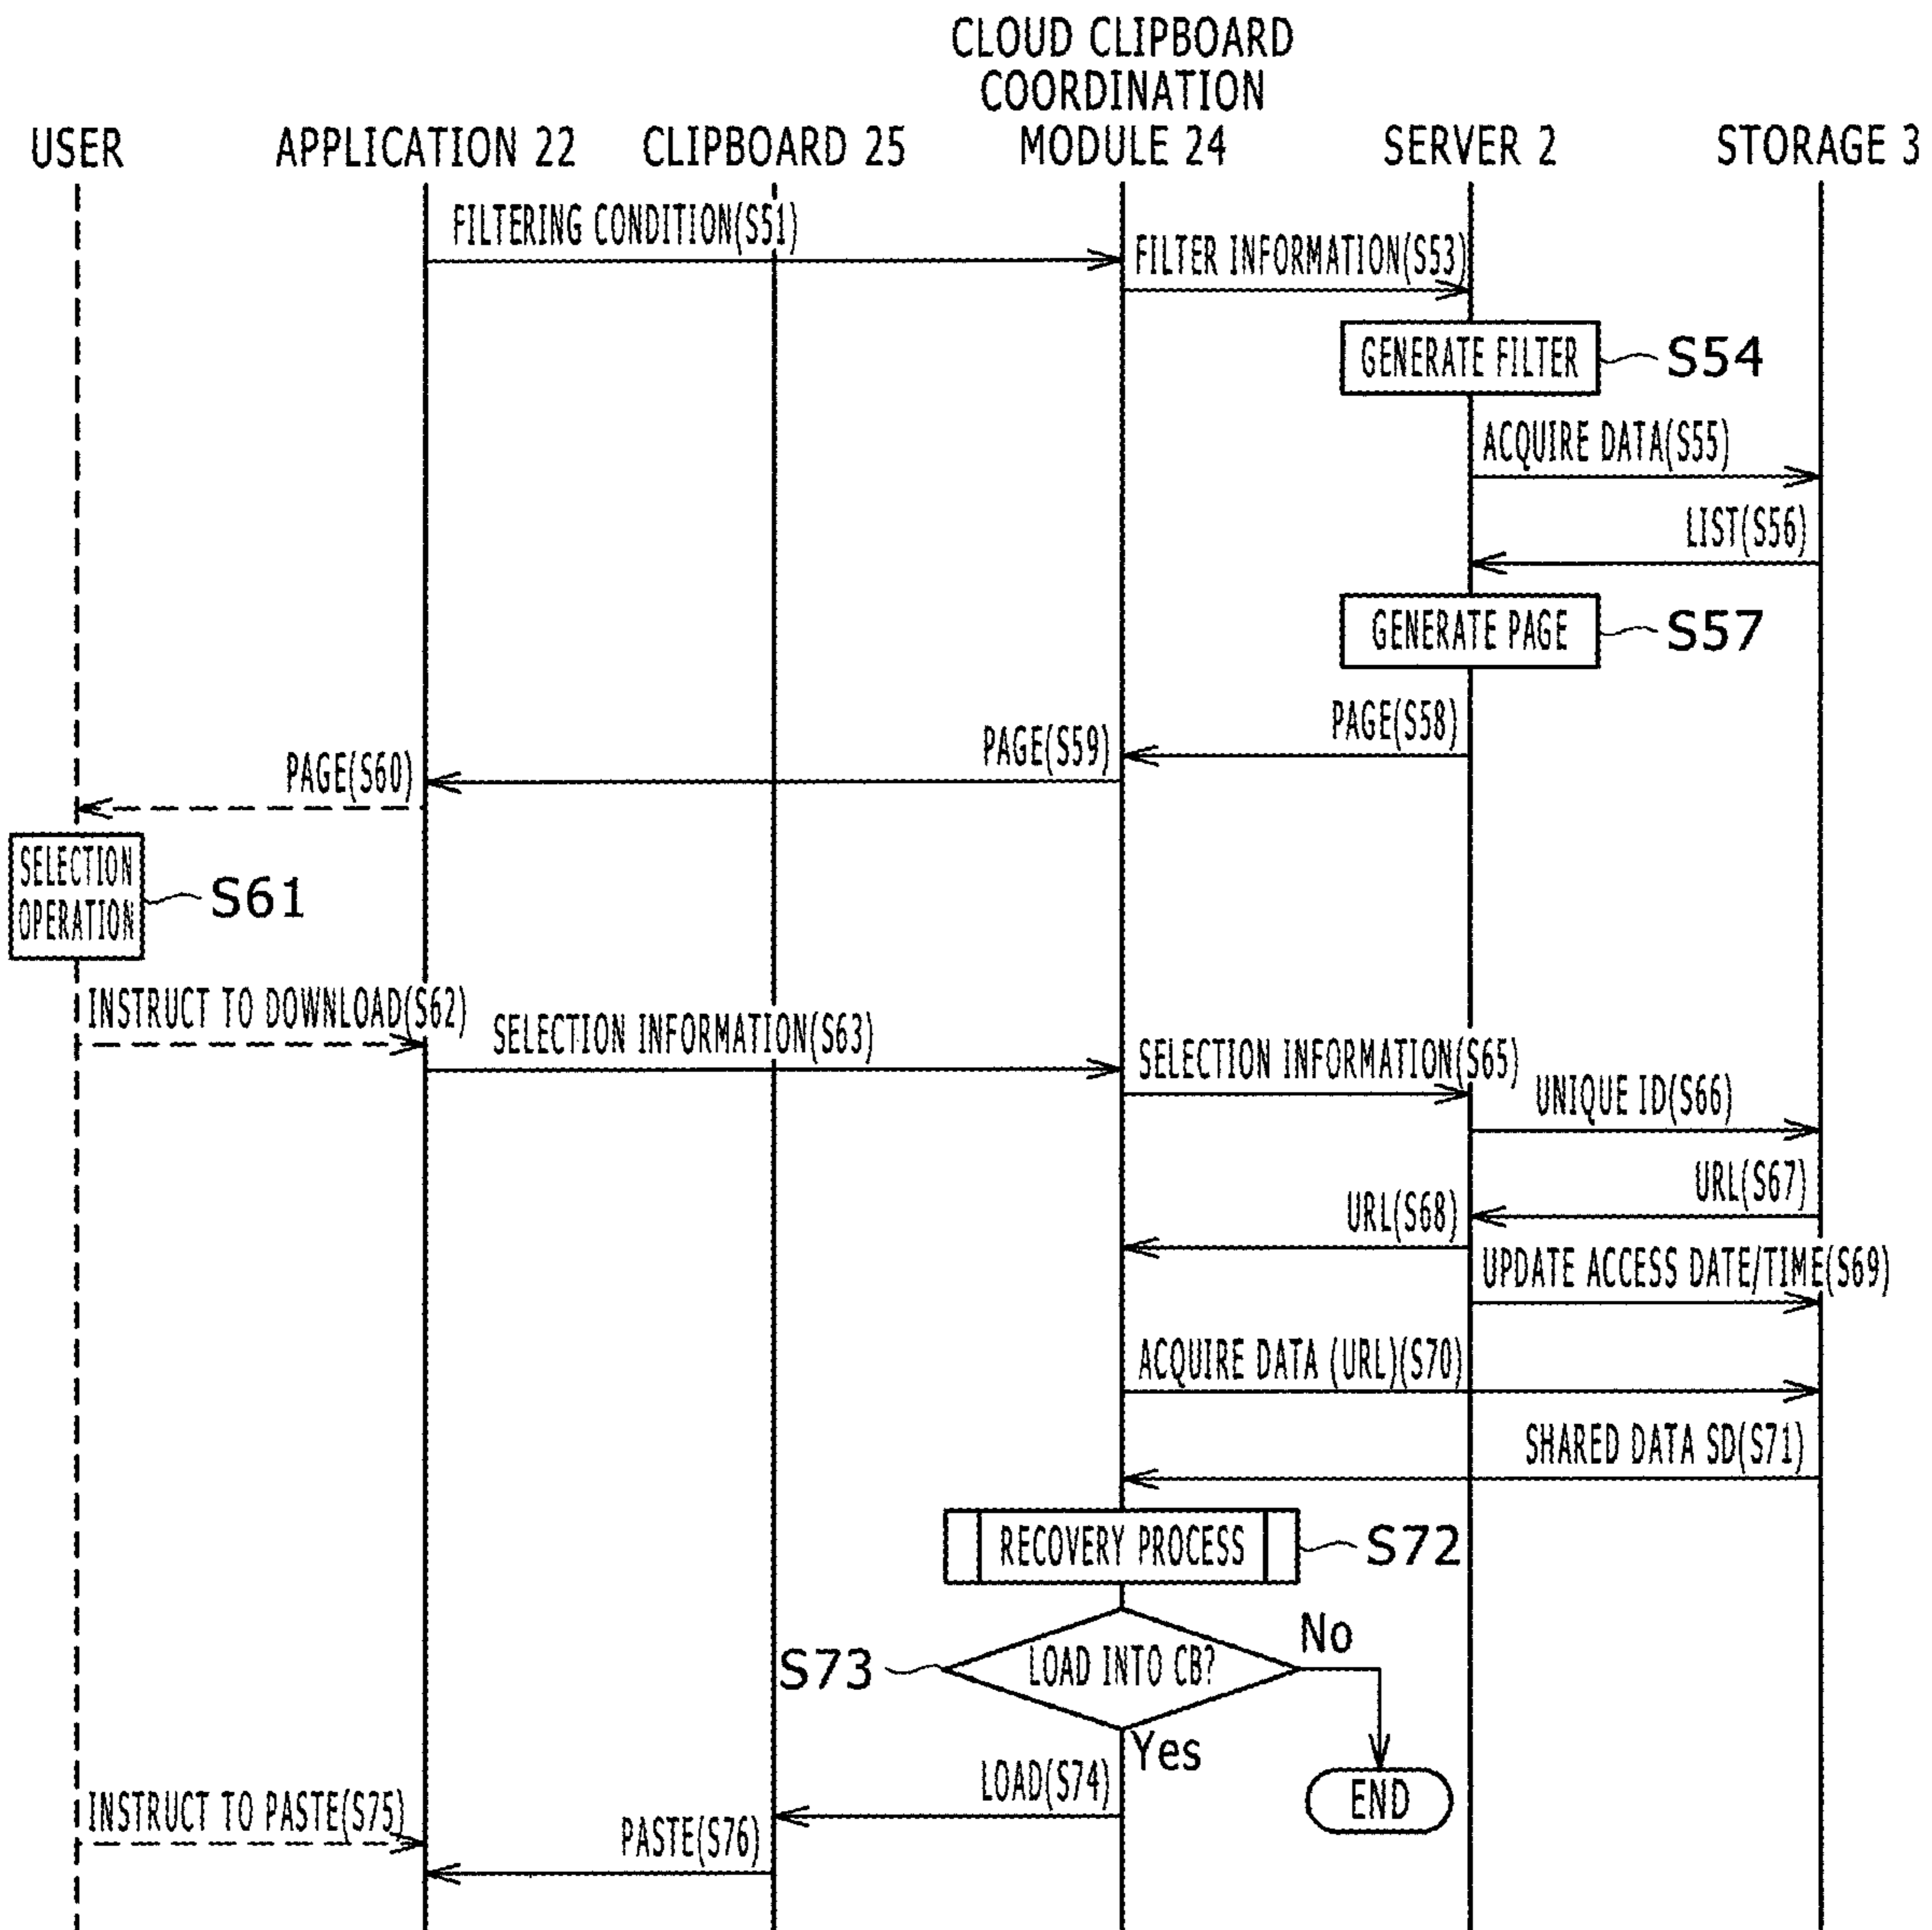 CLOUD CLIPBOARD
COORDINATION
USER APPLICATION 22 CLIPBOARD 25 MODULE 24 SERVER 2 STORAGE 3
FILTERING CONDITION(S51)
FILTER INFORMATION(S53)
GENERATE FILTER S54
ACQUIRE DATA(S55)
LIST(S56)
GENERATE PAGE S57
PAGE(S58)
PAGE(S59)
PAGE(S60)
SELECTION
OPERATION
S61
INSTRUCT TO DOWNLOAD(S62)
SELECTION INFORMATION(S63)
SELECTION INFORMATION(S65)
UNIQUE ID(S66)
URL(S67)
URL(S68)
UPDATE ACCESS DATE/TIME(S69)
ACQUIRE DATA (URL)(S70)
SHARED DATA SD(S71)
RECOVERY PROCESS S72
No
S73 LOAD INTO CB?
Yes
LOAD(S74)
END
INSTRUCT TO PASTE(S75)
PASTE(S76)